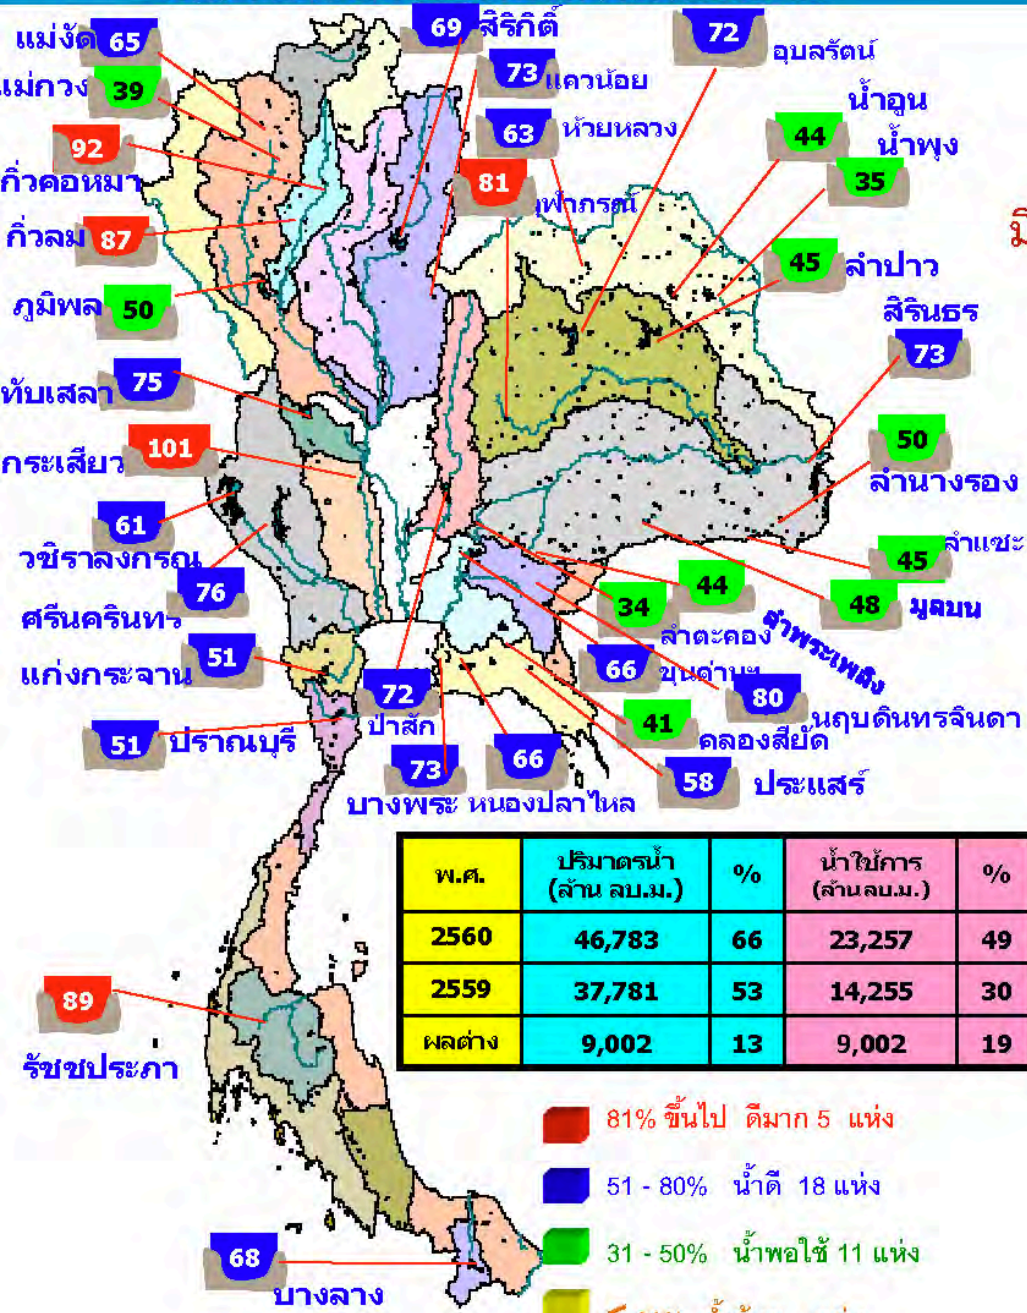 แม่งัด 65
69 สิริกิติ์
72 อุบลรัตน์
แม่กวง 39
73 แควน้อย
63 ห้วยหลวง
44 น้ำอูน
35 น้ำพุง
92 กิ่วคอหมา
81 จุฬาภรณ์
กิ่วลม 87
45 ลำปาว
ภูมิพล 50
สิรินธร 73
ทับเสลา 75
กระเสียว 101
50 ลำนางรอง
61 วชิราลงกรณ
45 ลำแซะ
76 ศรีนครินทร
44 ลำพระเพลิง
48 มูลบน
34 ลำตะคอง
แก่งกระจาน 51
66 ขุนด่านฯ
80 นฤบดินทรจินดา
72 ป่าสัก
41 คลองสียัด
51 ปราณบุรี
73 บางพระ
66 หนองปลาไหล
58 ประแสร์
พ.ศ. ปริมาตรน้ำ (ล้าน ลบ.ม.) % น้ำใช้การ (ล้านลบ.ม.) %
2560 46,783 66 23,257 49
2559 37,781 53 14,255 30
ผลต่าง 9,002 13 9,002 19
89 รัชชประภา
81% ขึ้นไป ดีมาก 5 แห่ง
51 - 80% น้ำดี 18 แห่ง
31 - 50% น้ำพอใช้ 11 แห่ง
68 บางลาง